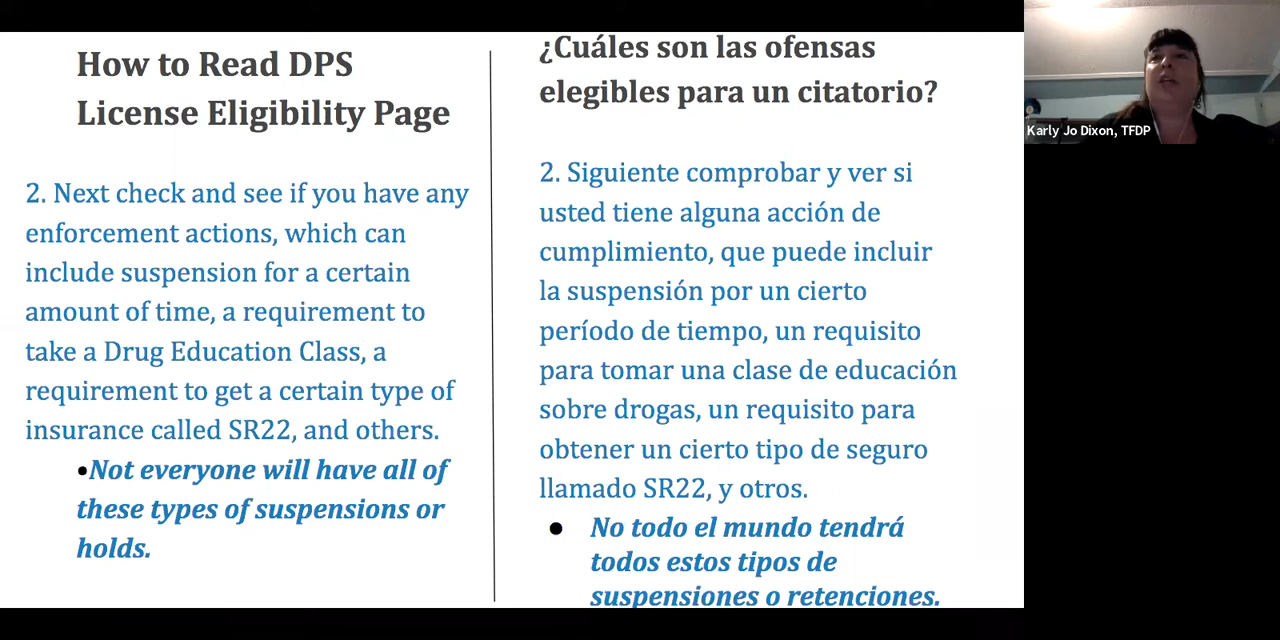 How to Read DPS
License Eligibility Page
2. Next check and see if you have any
enforcement actions, which can
include suspension for a certain
amount of time, a requirement to
take a Drug Education Class, a
requirement to get a certain type of
insurance called SR22, and others.
•Not everyone will have all of
these types of suspensions or
holds.
¿Cuáles son las ofensas
elegibles para un citatorio?
2. Siguiente comprobar y ver si
usted tiene alguna acción de
cumplimiento, que puede incluir
la suspensión por un cierto
período de tiempo, un requisito
para tomar una clase de educación
sobre drogas, un requisito para
obtener un cierto tipo de seguro
llamado SR22, y otros.
● No todo el mundo tendrá
todos estos tipos de
suspensiones o retenciones.
Karly Jo Dixon, TFDP